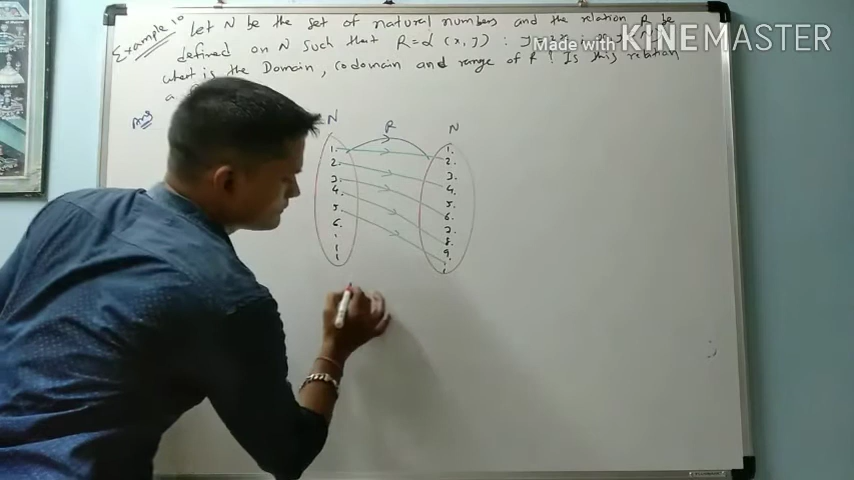 Example 10 Let N be the set of natural numbers and the relation R be
defined on N such that R = { (x, y) : y = 2x
Made with KINEMASTER
what is the Domain, codomain and range of R ? Is this relation
a
Ans
N R N
1. 1.
2. 2.
3. 3.
4. 4.
5. 5.
6. 6.
7.
8.
9.